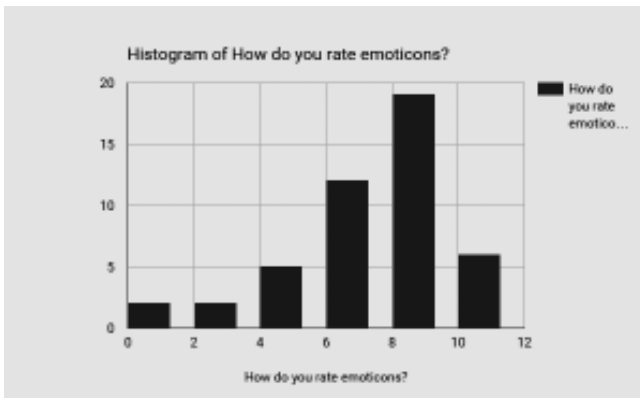 Histogram of How do you rate emoticons?
20
15
10
5
0
0 2 4 6 8 10 12
How do you rate emoticons?
How do
you rate
emotico...